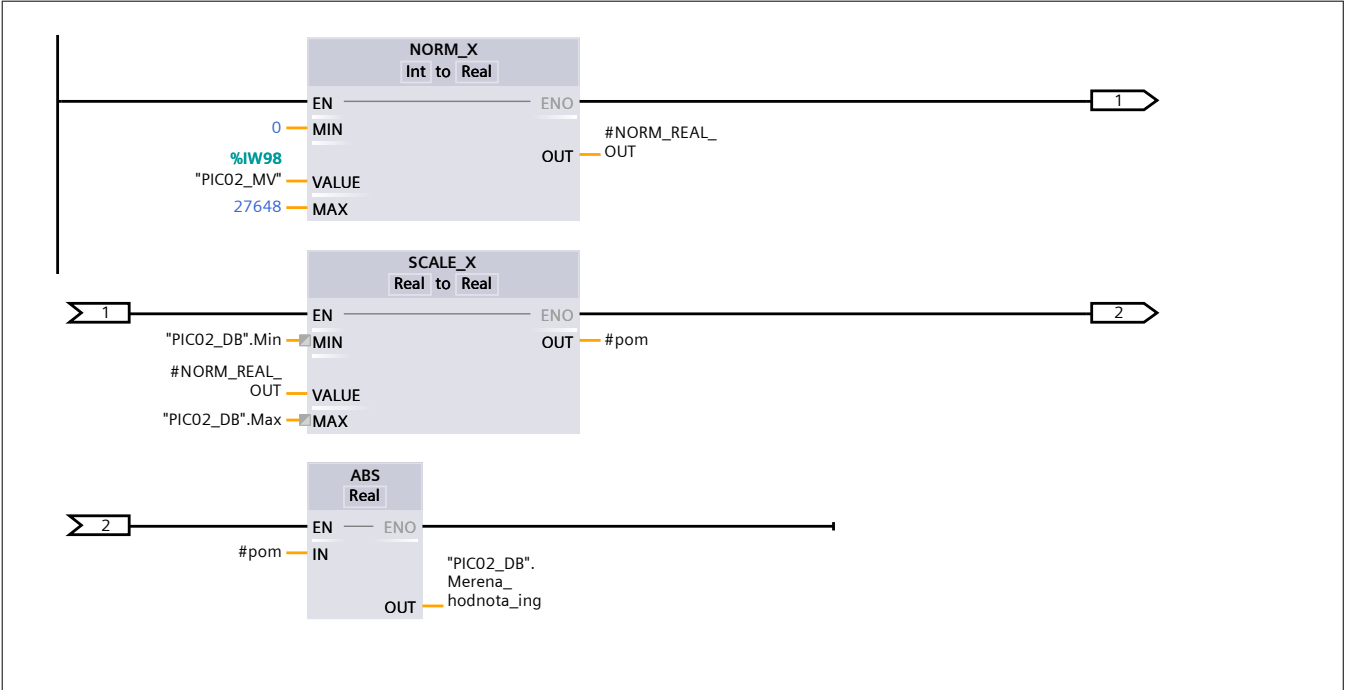 NORM_X
Int to Real
EN ENO
1
0 MIN
#NORM_REAL_
OUT
OUT
%IW98
"PIC02_MV" VALUE
27648 MAX
SCALE_X
Real to Real
1
EN ENO
2
"PIC02_DB".Min MIN
OUT #pom
#NORM_REAL_
OUT VALUE
"PIC02_DB".Max MAX
ABS
Real
2
EN ENO
#pom IN
"PIC02_DB".
Merena_
hodnota_ing
OUT